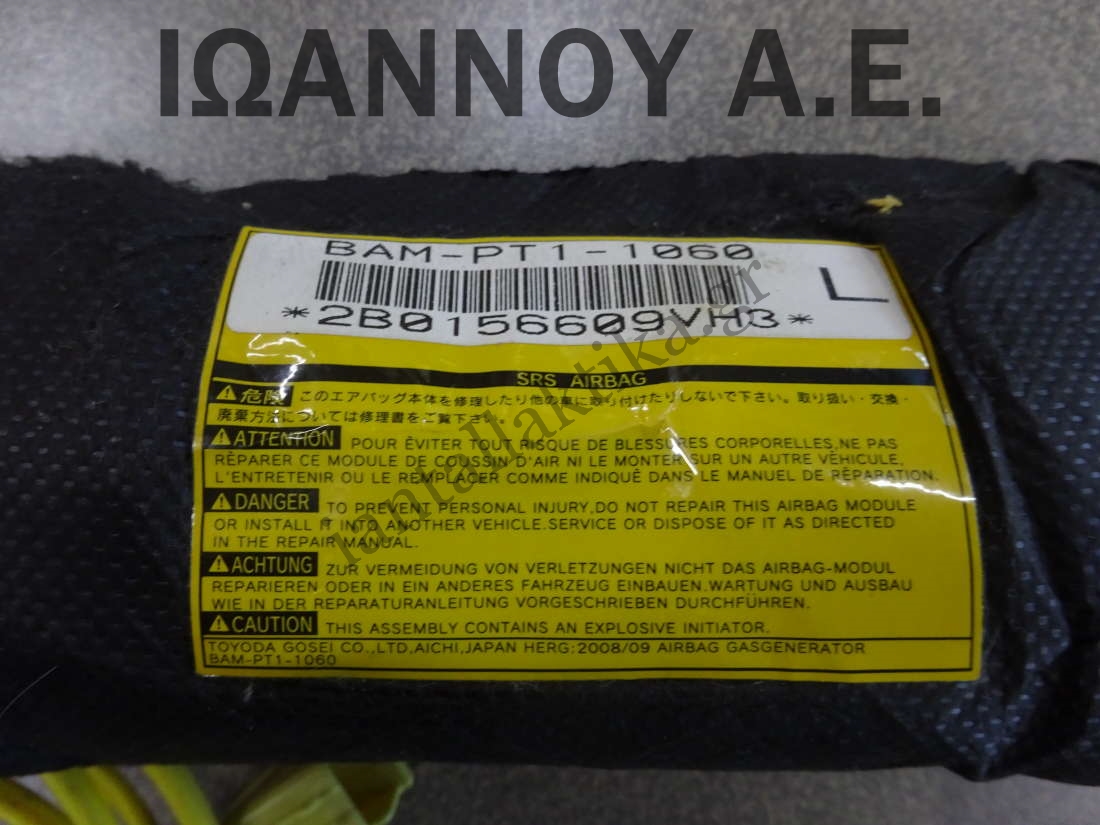 ΙΩΑΝΝΟΥ Α.Ε.
BAM-PT1-1060
L
*2B0156609VH3*
SRS AIRBAG
危険 このエアバッグ本体を修理したり他の車に取り付けたりしないで下さい。取り扱い・交換・
廃棄方法については修理書をご覧下さい。
ATTENTION POUR ÉVITER TOUT RISQUE DE BLESSURES CORPORELLES,NE PAS
RÉPARER CE MODULE DE COUSSIN D'AIR NI LE MONTER SUR UN AUTRE VÉHICULE.
L'ENTRETENIR OU LE REMPLACER COMME INDIQUÉ DANS LE MANUEL DE RÉPARATION.
DANGER TO PREVENT PERSONAL INJURY,DO NOT REPAIR THIS AIRBAG MODULE
OR INSTALL IT INTO ANOTHER VEHICLE.SERVICE OR DISPOSE OF IT AS DIRECTED
IN THE REPAIR MANUAL.
ACHTUNG ZUR VERMEIDUNG VON VERLETZUNGEN NICHT DAS AIRBAG-MODUL
REPARIEREN ODER IN EIN ANDERES FAHRZEUG EINBAUEN.WARTUNG UND AUSBAU
WIE IN DER REPARATURANLEITUNG VORGESCHRIEBEN DURCHFÜHREN.
CAUTION THIS ASSEMBLY CONTAINS AN EXPLOSIVE INITIATOR.
TOYODA GOSEI CO.,LTD,AICHI,JAPAN HERG:2008/09 AIRBAG GASGENERATOR
BAM-PT1-1060
iantallaktika.gr